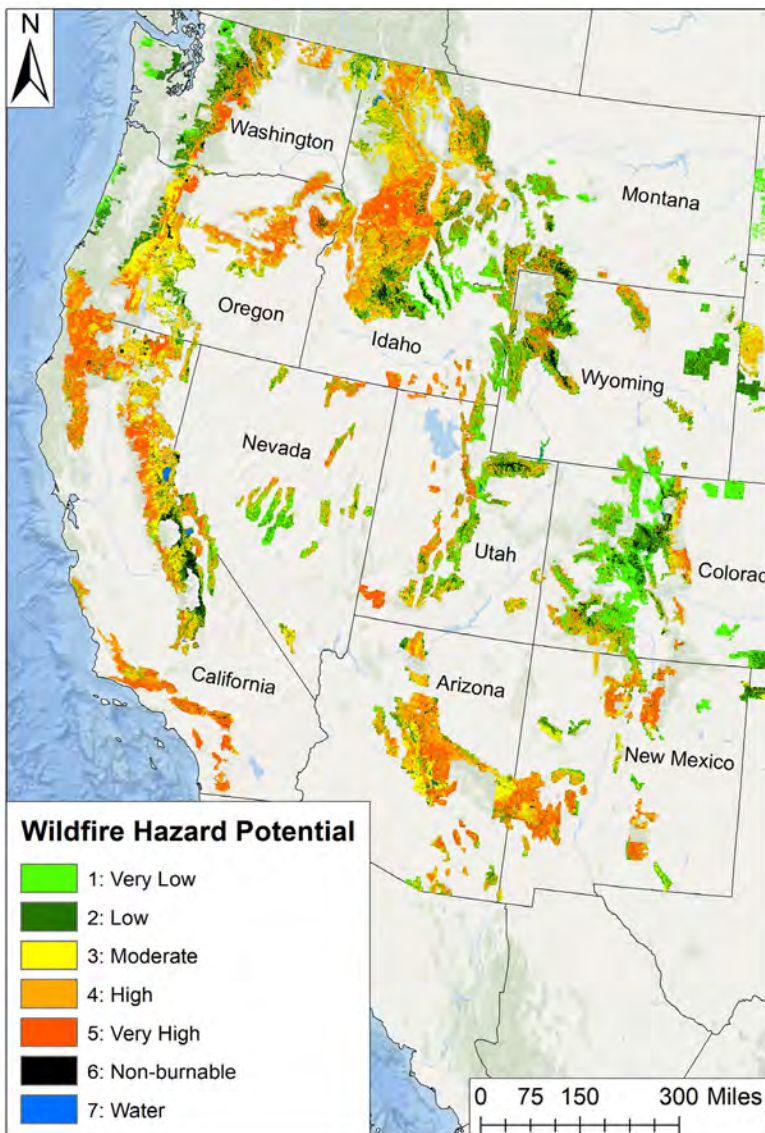 N
Washington
Montana
Oregon
Idaho
Wyoming
Nevada
Utah
Colorad
California
Arizona
New Mexico
Wildfire Hazard Potential
1: Very Low
2: Low
3: Moderate
4: High
5: Very High
6: Non-burnable
7: Water
0 75 150 300 Miles